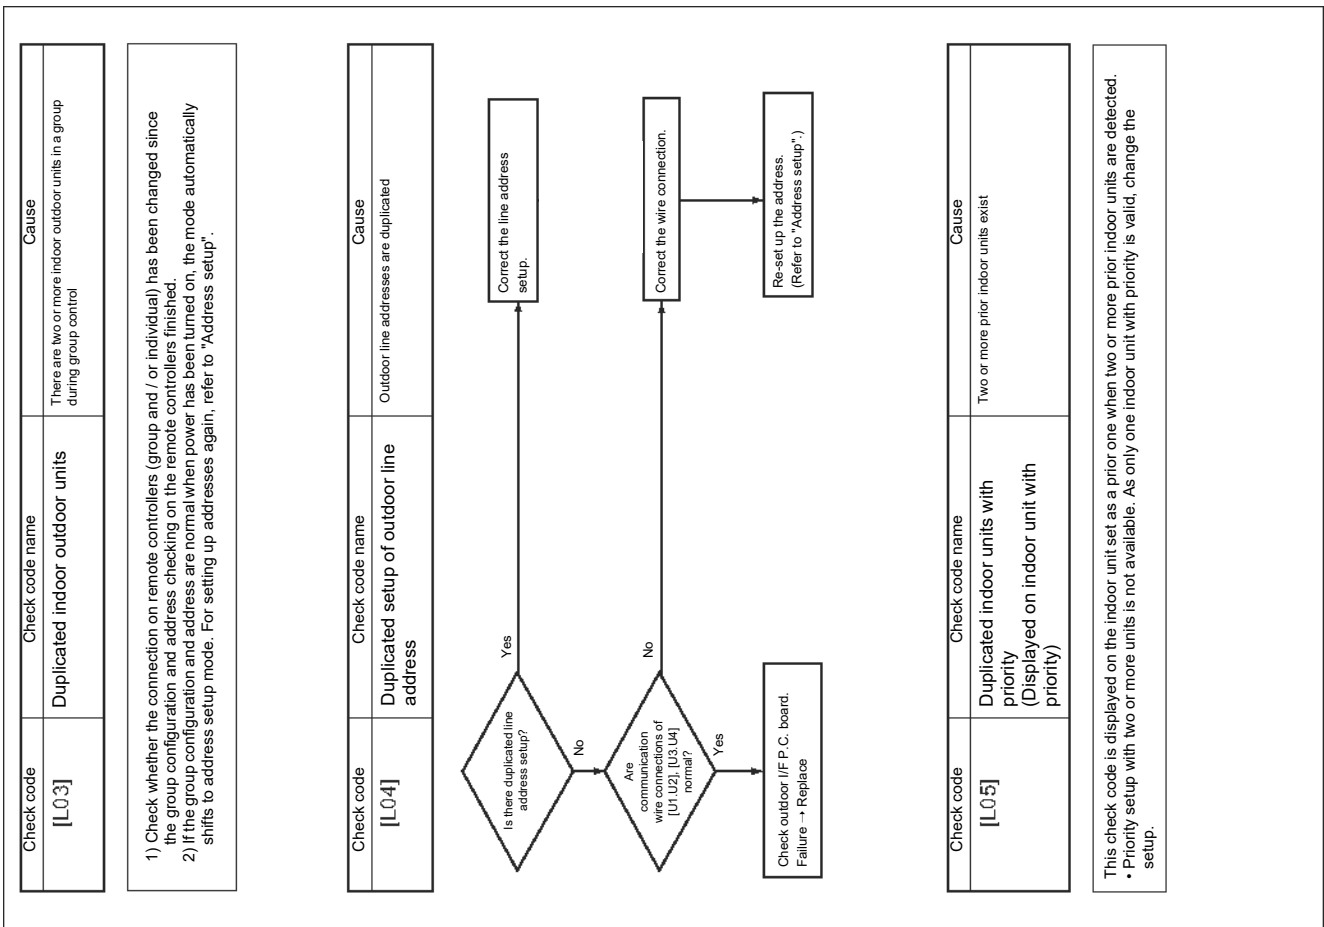 Check code
Check code name
Cause
[L03]
Duplicated indoor outdoor units
There are two or more indoor outdoor units in a group
during group control
1) Check whether the connection on remote controllers (group and / or individual) has been changed since
the group configuration and address checking on the remote controllers finished.
2) If the group configuration and address are normal when power has been turned on, the mode automatically
shifts to address setup mode. For setting up addresses again, refer to "Address setup".
Check code
Check code name
Cause
[L04]
Duplicated setup of outdoor line
address
Outdoor line addresses are duplicated
Is there duplicated line
address setup?
Yes
Correct the line address
setup.
No
Are
communication
wire connections of
[U1.U2], [U3.U4]
normal?
No
Correct the wire connection.
Yes
Check outdoor I/F P.C. board.
Failure → Replace
Re-set up the address.
(Refer to "Address setup".)
Check code
Check code name
Cause
[L05]
Duplicated indoor units with
priority
(Displayed on indoor unit with
priority)
Two or more prior indoor units exist
This check code is displayed on the indoor unit set as a prior one when two or more prior indoor units are detected.
• Priority setup with two or more units is not available. As only one indoor unit with priority is valid, change the
setup.